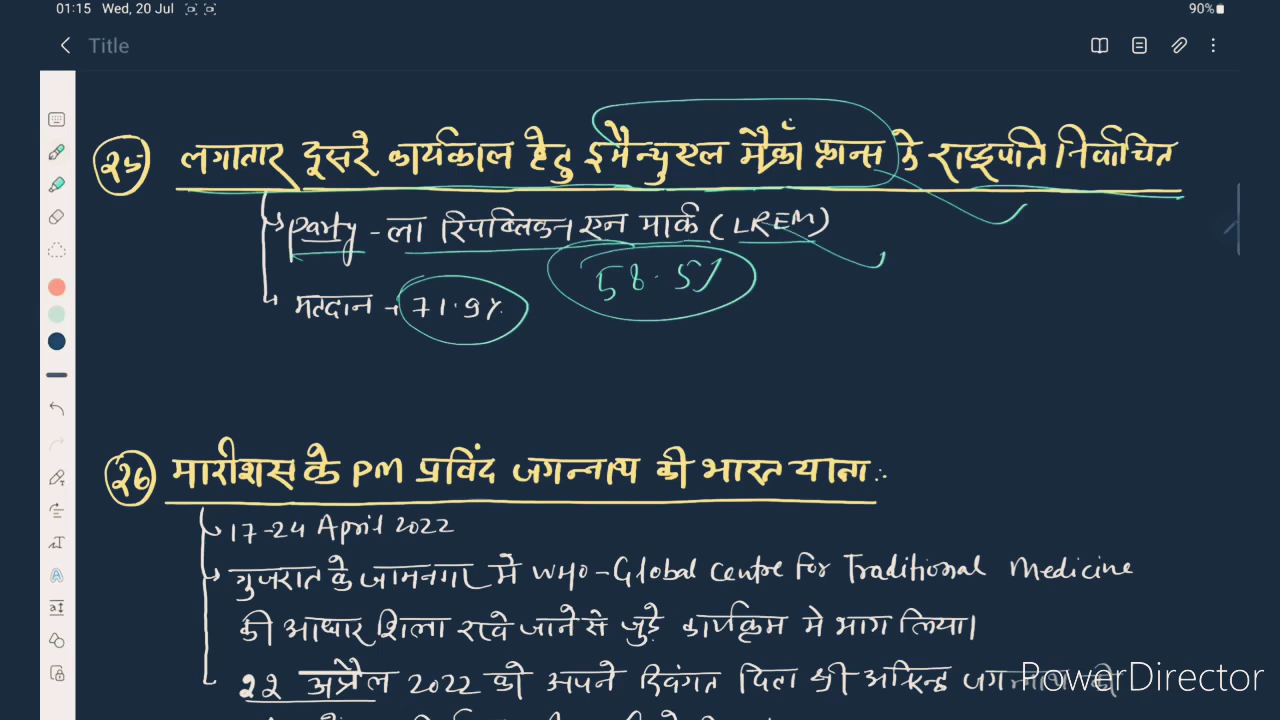 01:15 Wed, 20 Jul
90%
Title
२५ लगातार दूसरे कार्यकाल हेतु इमैन्युएल मैक्रों फ्रान्स के राष्ट्रपति निर्वाचित
Party - ला रिपब्लिकन एन मार्क (LREM)
58.5%
मतदान → 71.9%
२६ मारीशस के PM प्रविंद जगन्नाथ की भारत यात्रा :.
17-24 April 2022
गुजरात के जामनगर में WHO-Global Centre For Traditional Medicine
की आधार शिला रखे जाने से जुड़े कार्यक्रम मे भाग लिया।
22 अप्रैल 2022 को अपने दिवंगत पिता श्री अनिरुद्ध जगन्नाथ
PowerDirector